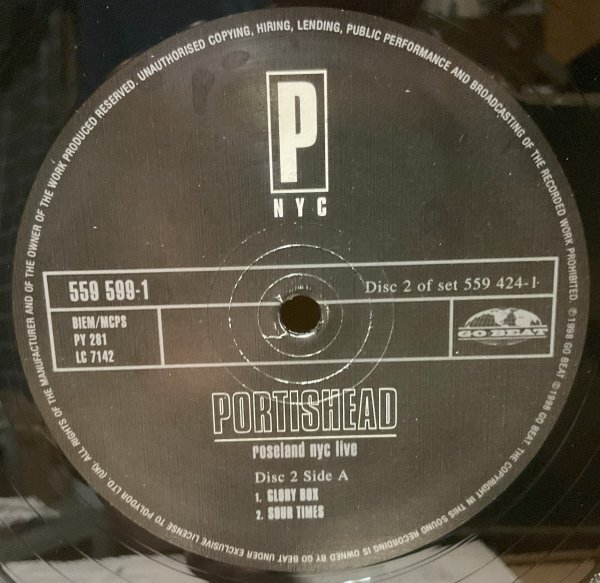 ALL RIGHTS OF THE MANUFACTURER AND OF THE OWNER OF THE WORK PRODUCED RESERVED. UNAUTHORISED COPYING, HIRING, LENDING, PUBLIC PERFORMANCE AND BROADCASTING OF THE RECORDED WORK PROHIBITED. ℗1998 GO BEAT ©1998 GO BEAT. THE COPYRIGHT IN THIS SOUND RECORDING IS OWNED BY GO BEAT UNDER EXCLUSIVE LICENSE TO POLYDOR LTD. (UK).
P
NYC
559 599-1
Disc 2 of set 559 424-1
BIEM/MCPS
PY 281
LC 7142
GO BEAT
PORTISHEAD
roseland nyc live
Disc 2 Side A
1. GLORY BOX
2. SOUR TIMES